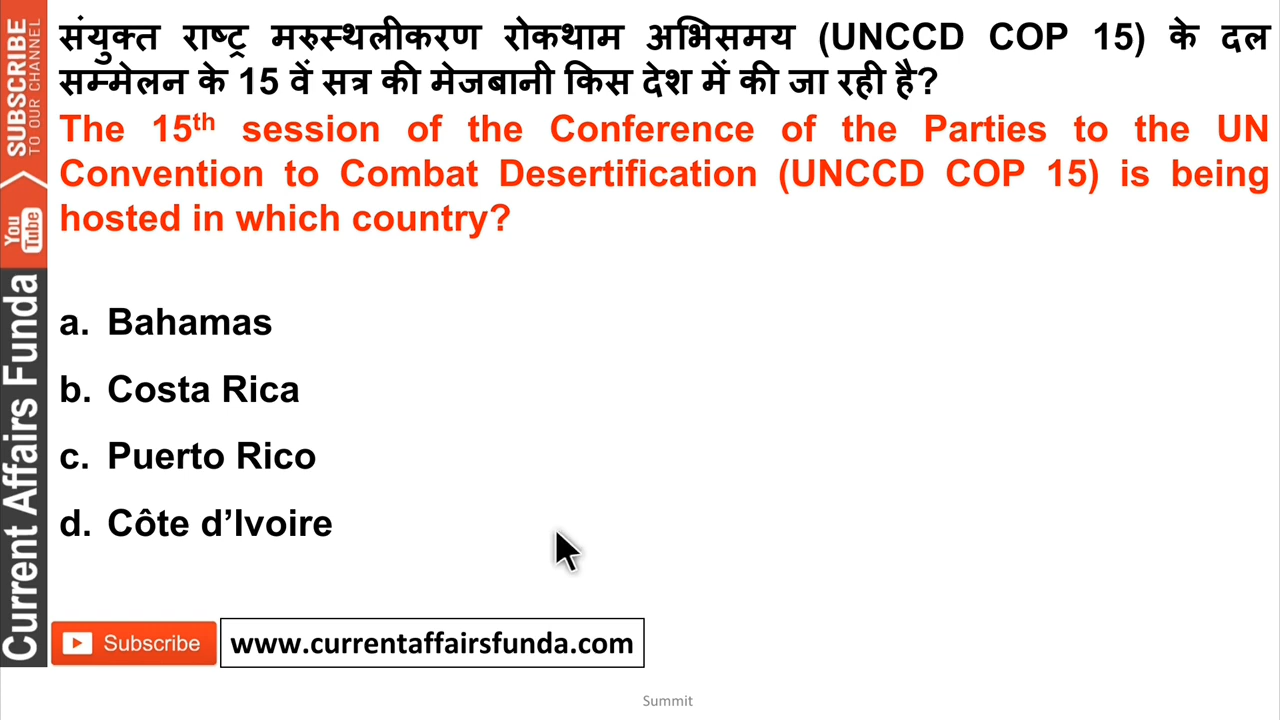 संयुक्त राष्ट्र मरुस्थलीकरण रोकथाम अभिसमय (UNCCD COP 15) के दल
सम्मेलन के 15 वें सत्र की मेजबानी किस देश में की जा रही है?
The 15th session of the Conference of the Parties to the UN
Convention to Combat Desertification (UNCCD COP 15) is being
hosted in which country?
a. Bahamas
b. Costa Rica
c. Puerto Rico
d. Côte d’Ivoire
SUBSCRIBE
TO OUR CHANNEL
You
Tube
Current Affairs Funda
Subscribe
www.currentaffairsfunda.com
Summit